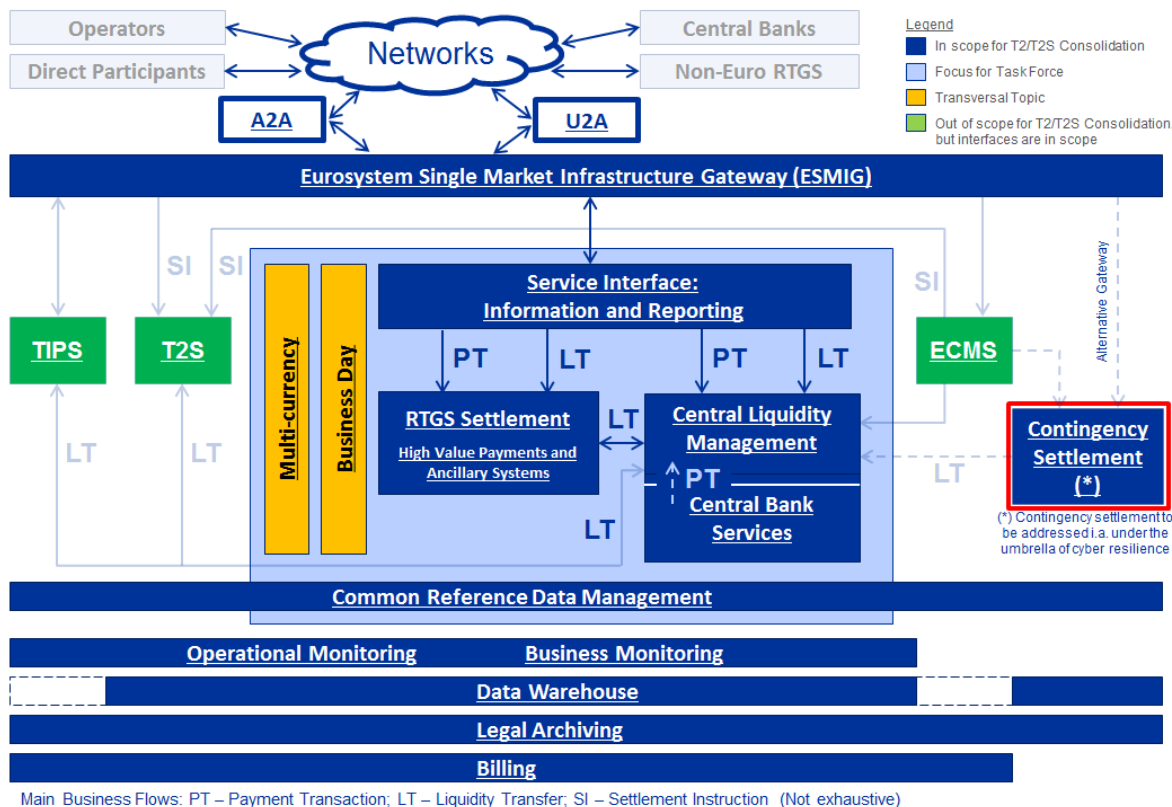 Operators
Direct Participants
Networks
Central Banks
Non-Euro RTGS
Legend
In scope for T2/T2S Consolidation
Focus for Task Force
Transversal Topic
Out of scope for T2/T2S Consolidation
but interfaces are in scope
A2A
U2A
Eurosystem Single Market Infrastructure Gateway (ESMIG)
SI
SI
SI
Alternative Gateway
Multi-currency
Business Day
Service Interface:
Information and Reporting
TIPS
T2S
ECMS
PT
LT
PT
LT
RTGS Settlement
High Value Payments and
Ancillary Systems
LT
Central Liquidity
Management
PT
Central Bank
Services
LT
LT
LT
LT
Contingency
Settlement
(*)
(*) Contingency settlement to
be addressed i.a. under the
umbrella of cyber resilience
Common Reference Data Management
Operational Monitoring
Business Monitoring
Data Warehouse
Legal Archiving
Billing
Main Business Flows: PT – Payment Transaction; LT – Liquidity Transfer; SI – Settlement Instruction (Not exhaustive)